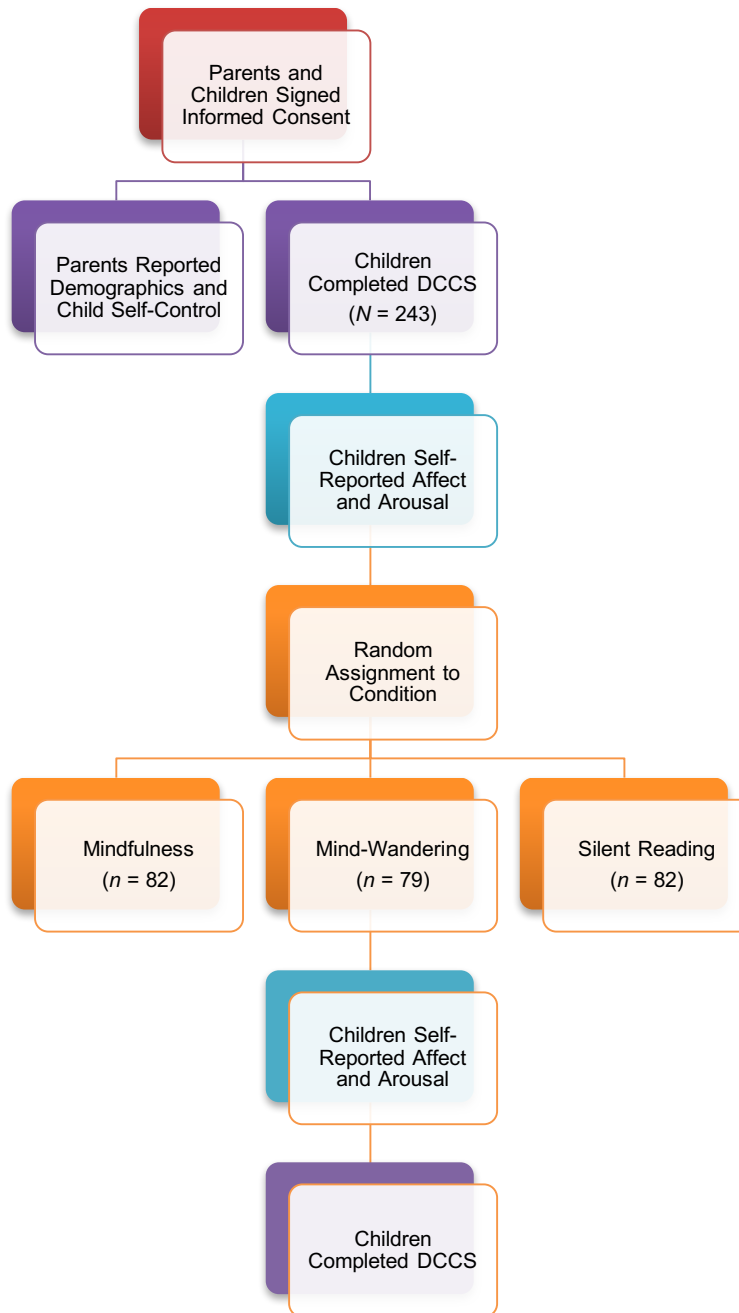 Parents and
Children Signed
Informed Consent
Parents Reported
Demographics and
Child Self-Control
Children
Completed DCCS
(N = 243)
Children Self-
Reported Affect
and Arousal
Random
Assignment to
Condition
Mindfulness
(n = 82)
Mind-Wandering
(n = 79)
Silent Reading
(n = 82)
Children Self-
Reported Affect
and Arousal
Children
Completed DCCS